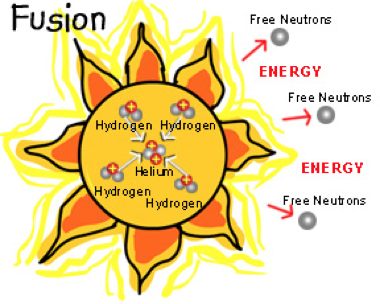 Fusion
Free Neutrons
ENERGY
Free Neutrons
Hydrogen Hydrogen
Helium
ENERGY
Hydrogen
Hydrogen
Free Neutrons